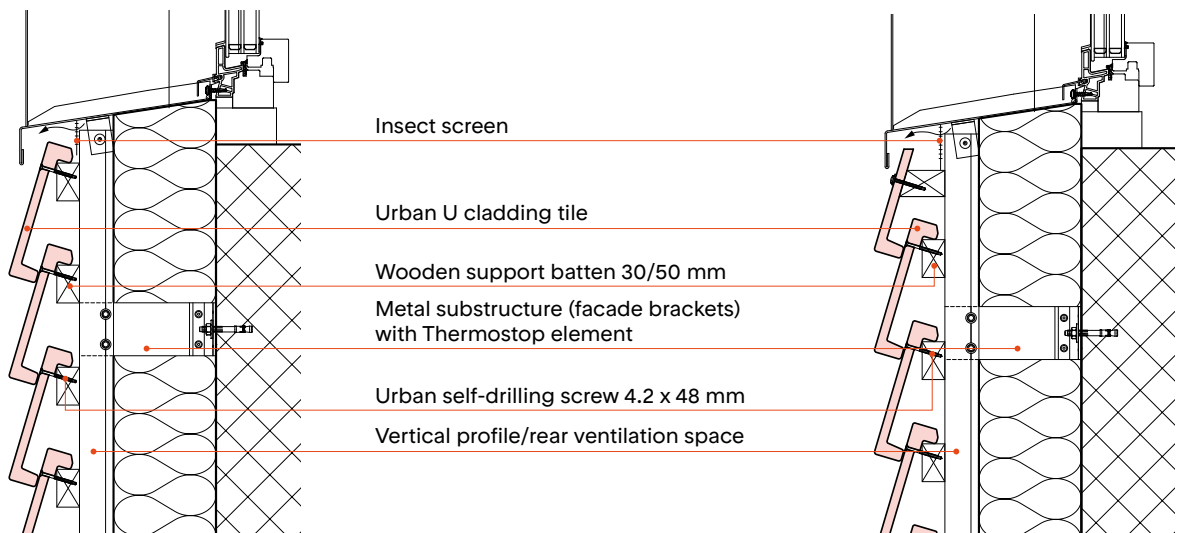 Insect screen
Urban U cladding tile
Wooden support batten 30/50 mm
Metal substructure (facade brackets)
with Thermostop element
Urban self-drilling screw 4.2 x 48 mm
Vertical profile/rear ventilation space